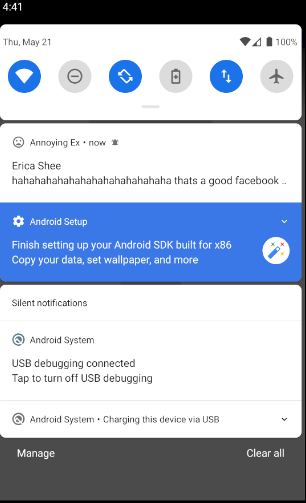 4:41
Thu, May 21
100%
Annoying Ex • now
Erica Shee
hahahahahahahahahahahahahaha thats a good facebook ..
Android Setup
Finish setting up your Android SDK built for x86
Copy your data, set wallpaper, and more
Silent notifications
Android System
USB debugging connected
Tap to turn off USB debugging
Android System • Charging this device via USB
Manage
Clear all